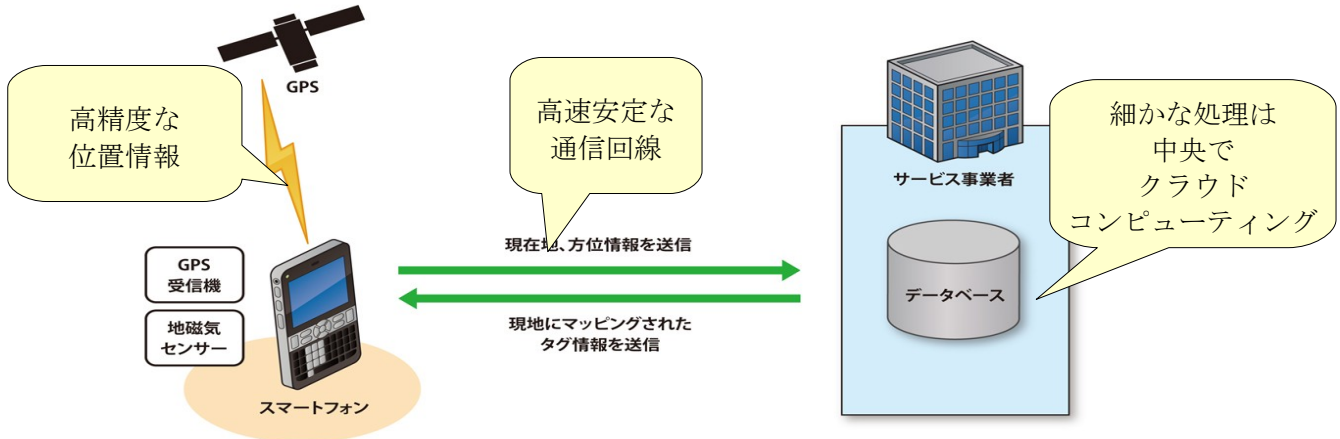 GPS
高精度な
位置情報
高速安定な
通信回線
細かな処理は
中央で
クラウド
コンピューティング
サービス事業者
現在地、方位情報を送信
GPS
受信機
データベース
地磁気
センサー
現地にマッピングされた
タグ情報を送信
スマートフォン